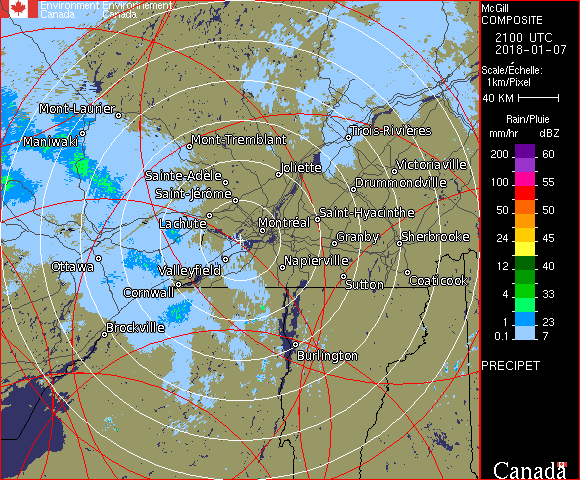 Environment Environnement
Canada Canada
McGill
COMPOSITE
2100 UTC
2018-01-07
Scale/Échelle:
1km/Pixel
40 KM
Rain/Pluie
mm/hr dBZ
200 60
150 57
100 55
50 50
24 45
12 40
4 33
1 23
0.1 7
PRECIPET
Canada
Mont-Laurier
Maniwaki
Mont-Tremblant
Trois-Rivières
Joliette
Victoriaville
Sainte-Adele
Drummondville
Saint-Jérôme
Lachute
Saint-Hyacinthe
Montréal
Granby
Sherbrooke
Ottawa
Valleyfield
Napierville
Sutton
Coaticook
Cornwall
Brockville
Burlington